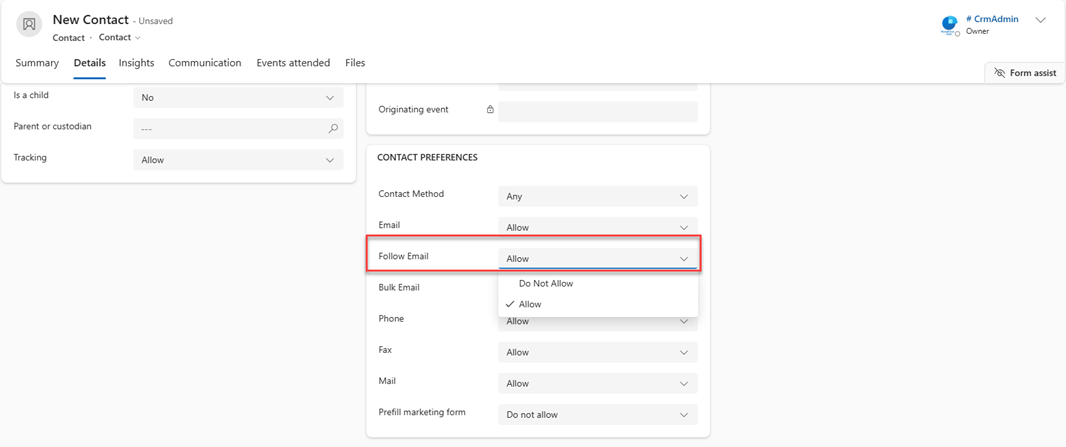 New Contact - Unsaved
Contact · Contact
# CrmAdmin
Owner
Summary Details Insights Communication Events attended Files
Form assist
Is a child No
Parent or custodian ---
Tracking Allow
Originating event
CONTACT PREFERENCES
Contact Method Any
Email Allow
Follow Email Allow
Do Not Allow
Allow
Bulk Email
Phone Allow
Fax Allow
Mail Allow
Prefill marketing form Do not allow